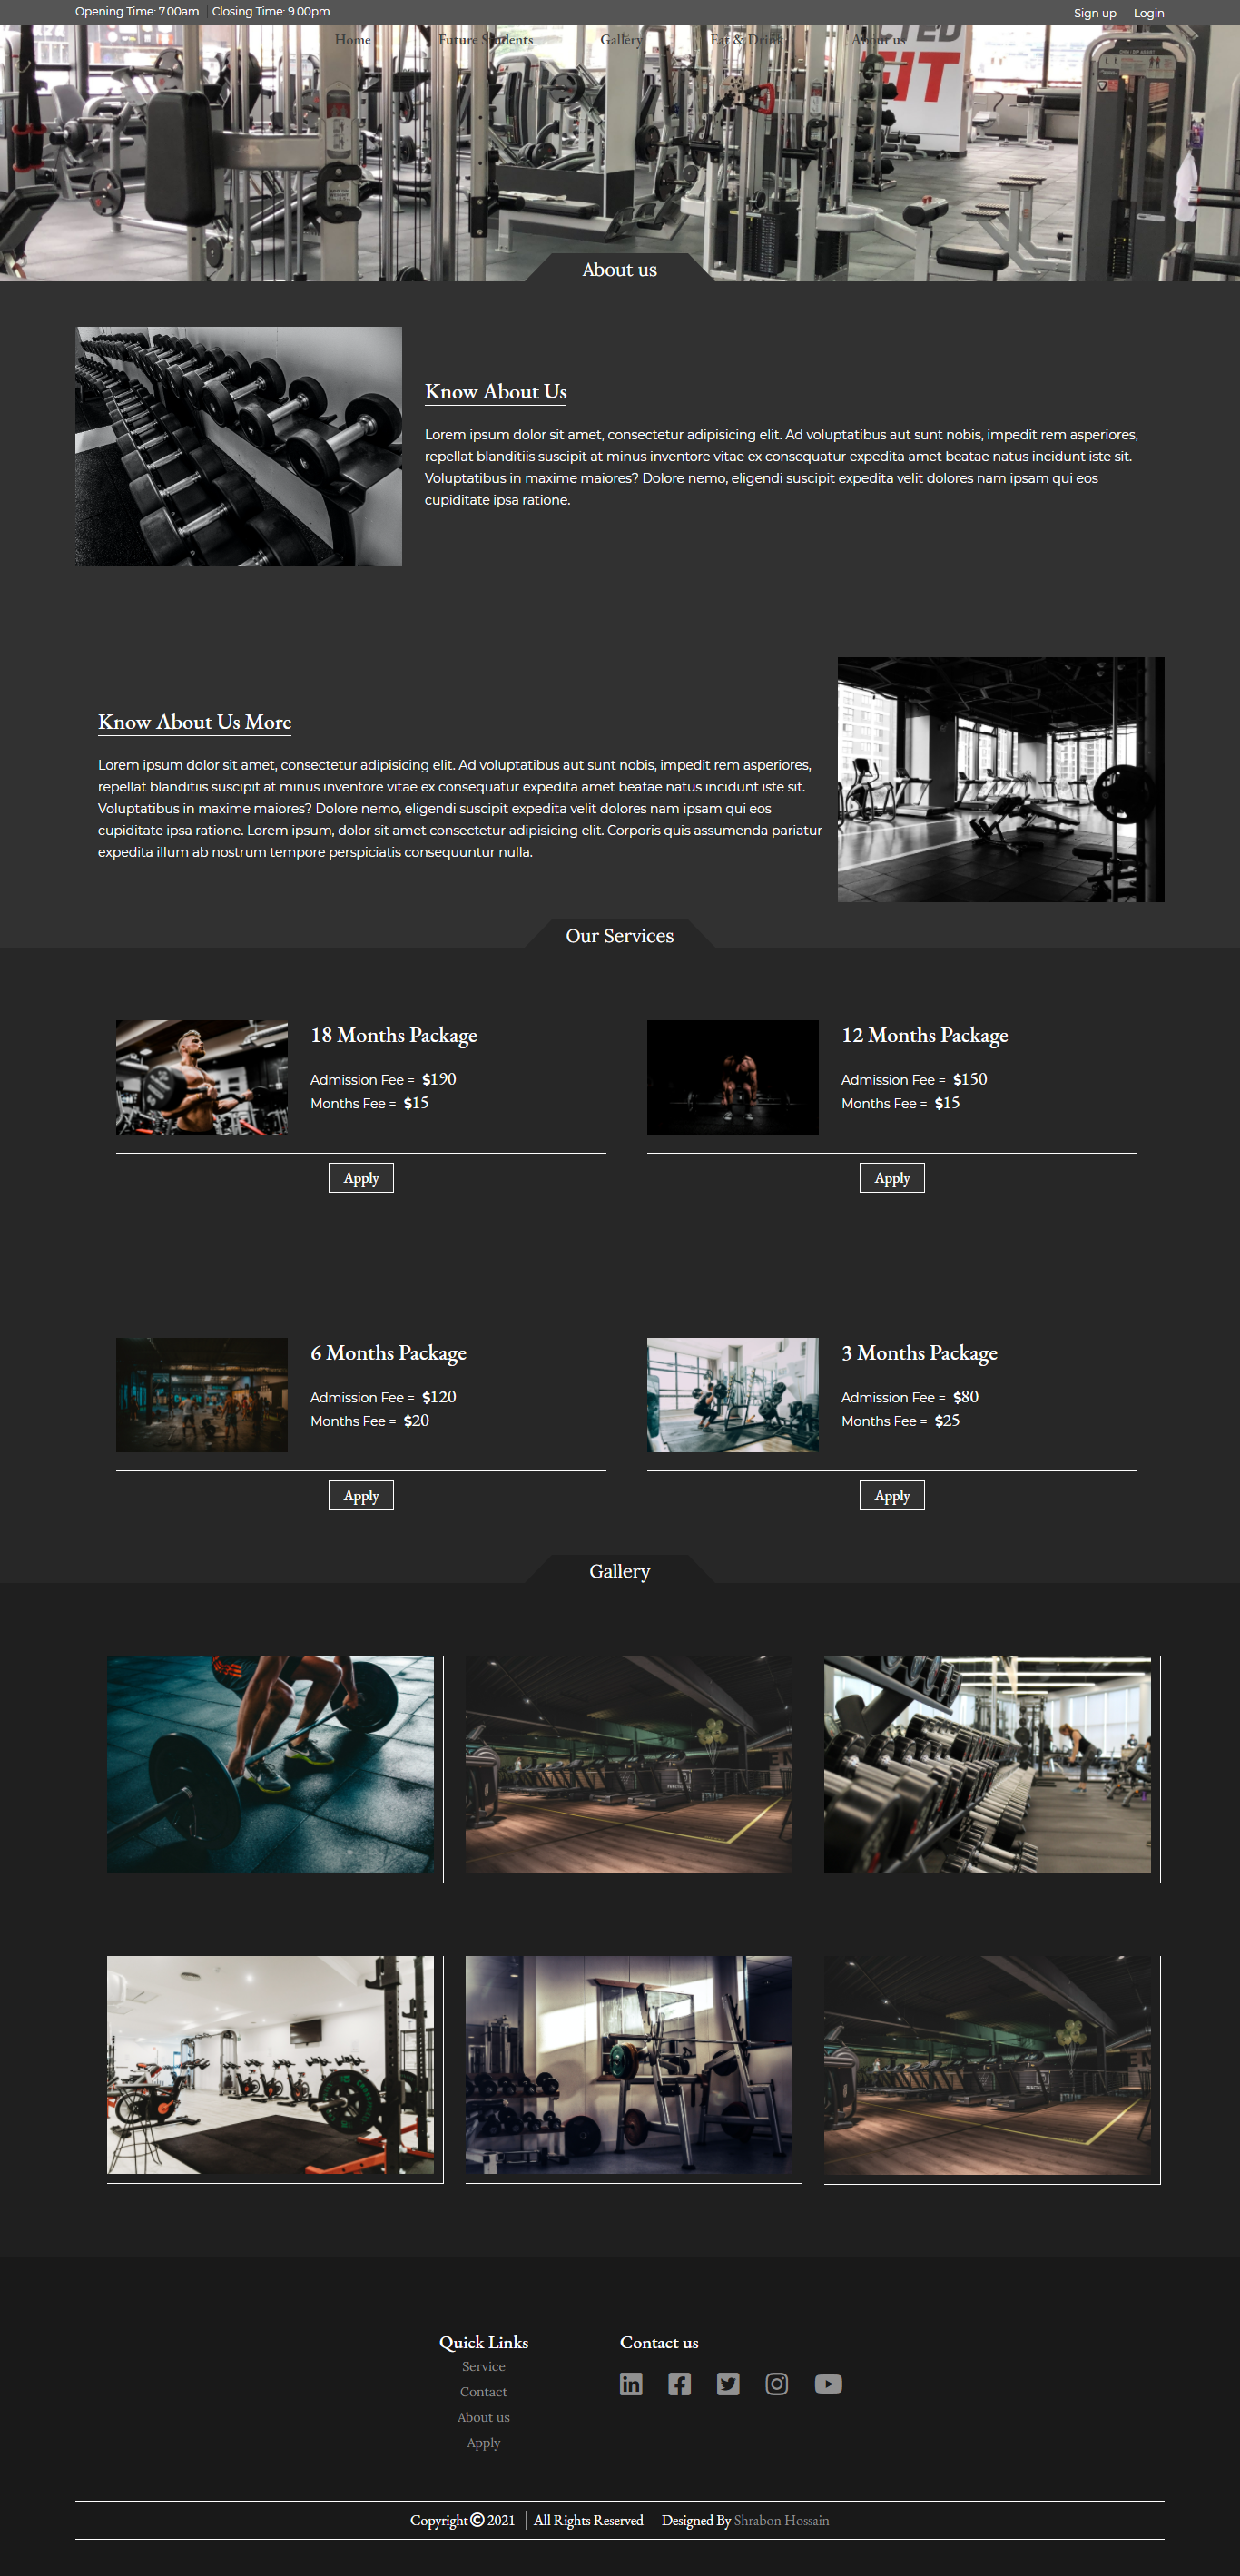 Opening Time: 7.00am Closing Time: 9.00pm
Sign up Login
Home Future Students Gallery Eat & Drink About us
FIT
About us
Know About Us
Lorem ipsum dolor sit amet, consectetur adipisicing elit. Ad voluptatibus aut sunt nobis, impedit rem asperiores,
repellat blanditiis suscipit at minus inventore vitae ex consequatur expedita amet beatae natus incidunt iste sit.
Voluptatibus in maxime maiores? Dolore nemo, eligendi suscipit expedita velit dolores nam ipsam qui eos
cupiditate ipsa ratione.
Know About Us More
Lorem ipsum dolor sit amet, consectetur adipisicing elit. Ad voluptatibus aut sunt nobis, impedit rem asperiores,
repellat blanditiis suscipit at minus inventore vitae ex consequatur expedita amet beatae natus incidunt iste sit.
Voluptatibus in maxime maiores? Dolore nemo, eligendi suscipit expedita velit dolores nam ipsam qui eos
cupiditate ipsa ratione. Lorem ipsum, dolor sit amet consectetur adipisicing elit. Corporis quis assumenda pariatur
expedita illum ab nostrum tempore perspiciatis consequuntur nulla.
Our Services
18 Months Package
Admission Fee = $190
Months Fee = $15
Apply
12 Months Package
Admission Fee = $150
Months Fee = $15
Apply
6 Months Package
Admission Fee = $120
Months Fee = $20
Apply
3 Months Package
Admission Fee = $80
Months Fee = $25
Apply
Gallery
Quick Links
Service
Contact
About us
Apply
Contact us
Copyright © 2021 All Rights Reserved Designed By Shrabon Hossain